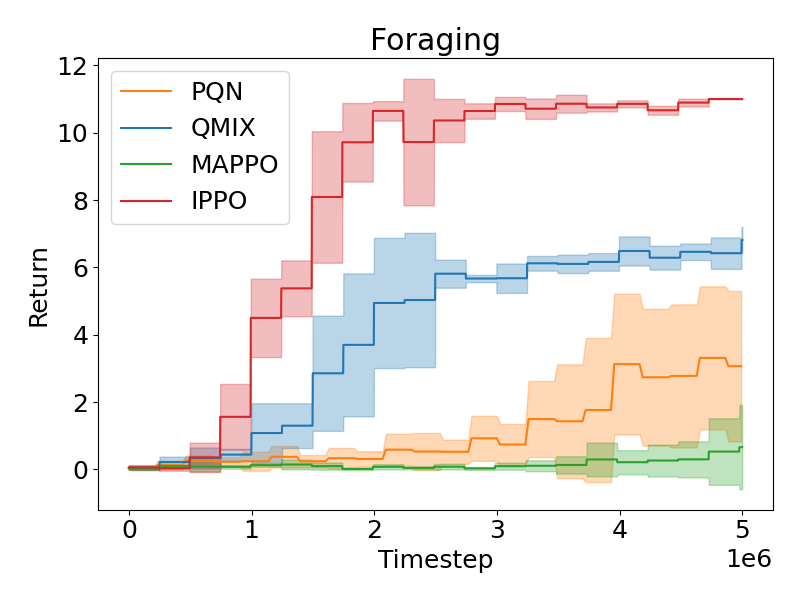 Foraging
12
10
8
6
4
2
0
Return
PQN
QMIX
MAPPO
IPPO
0 1 2 3 4 5
1e6
Timestep